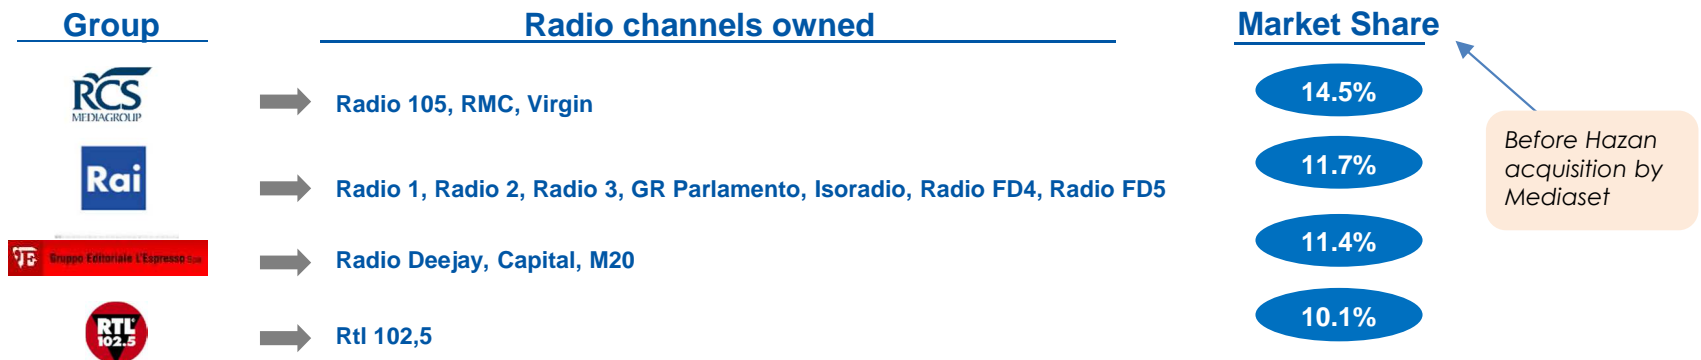 Group Radio channels owned Market Share
RCS
MEDIAGROUP
Radio 105, RMC, Virgin
14.5%
Before Hazan
acquisition by
Mediaset
Rai
Radio 1, Radio 2, Radio 3, GR Parlamento, Isoradio, Radio FD4, Radio FD5
11.7%
Gruppo Editoriale L'Espresso SpA
Radio Deejay, Capital, M20
11.4%
RTL
102.5
Rtl 102,5
10.1%